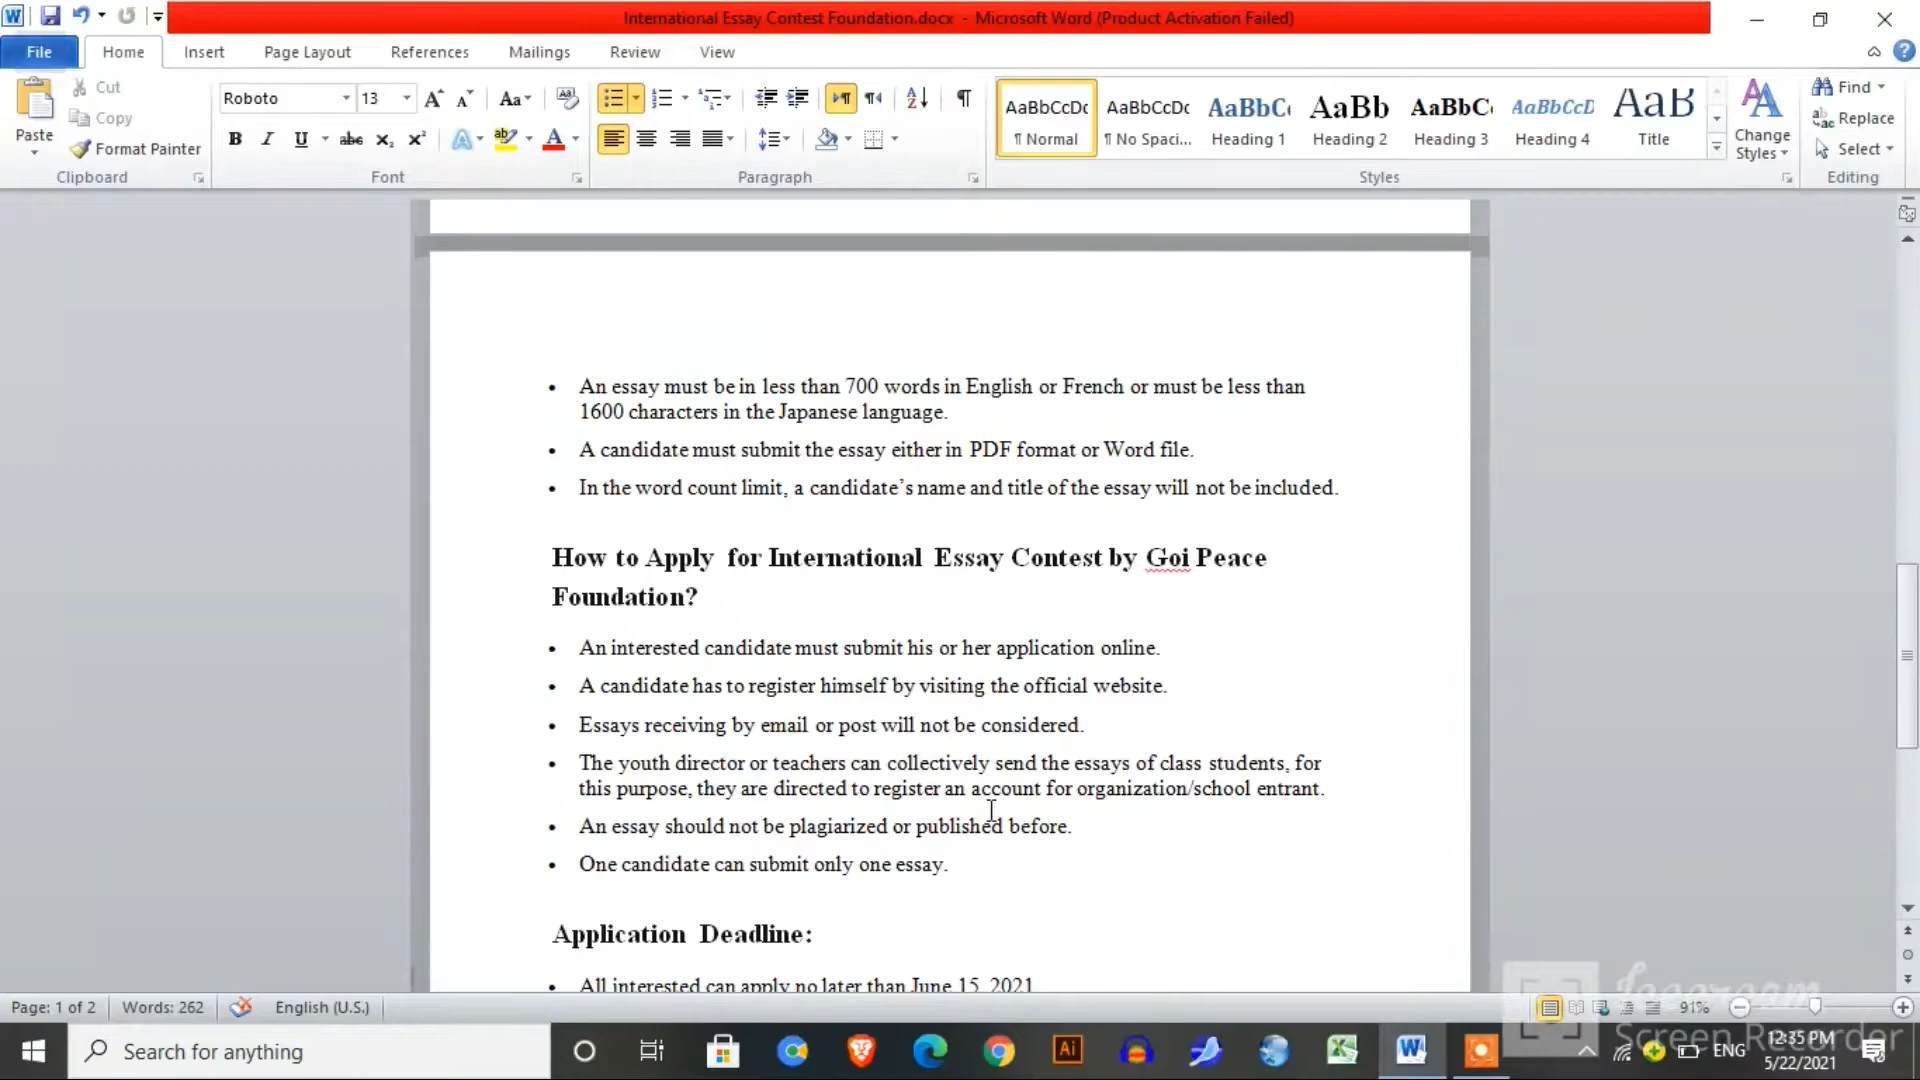 International Essay Contest Foundation.docx - Microsoft Word (Product Activation Failed)
File Home Insert Page Layout References Mailings Review View
Cut
Copy
Paste
Format Painter
Roboto 13
AaBbCcDc AaBbCcDc AaBbC AaBb AaBbC AaBbCcD AaB
¶ Normal ¶ No Spaci... Heading 1 Heading 2 Heading 3 Heading 4 Title
Change Styles
Find
Replace
Select
Clipboard Font Paragraph Styles Editing
• An essay must be in less than 700 words in English or French or must be less than
1600 characters in the Japanese language.
• A candidate must submit the essay either in PDF format or Word file.
• In the word count limit, a candidate’s name and title of the essay will not be included.
How to Apply for International Essay Contest by Goi Peace
Foundation?
• An interested candidate must submit his or her application online.
• A candidate has to register himself by visiting the official website.
• Essays receiving by email or post will not be considered.
• The youth director or teachers can collectively send the essays of class students, for
this purpose, they are directed to register an account for organization/school entrant.
• An essay should not be plagiarized or published before.
• One candidate can submit only one essay.
Application Deadline:
• All interested can apply no later than June 15, 2021
Page: 1 of 2 Words: 262 English (U.S.) 91%
Icecream
Screen Recorder
Search for anything
ENG
12:35 PM
5/22/2021